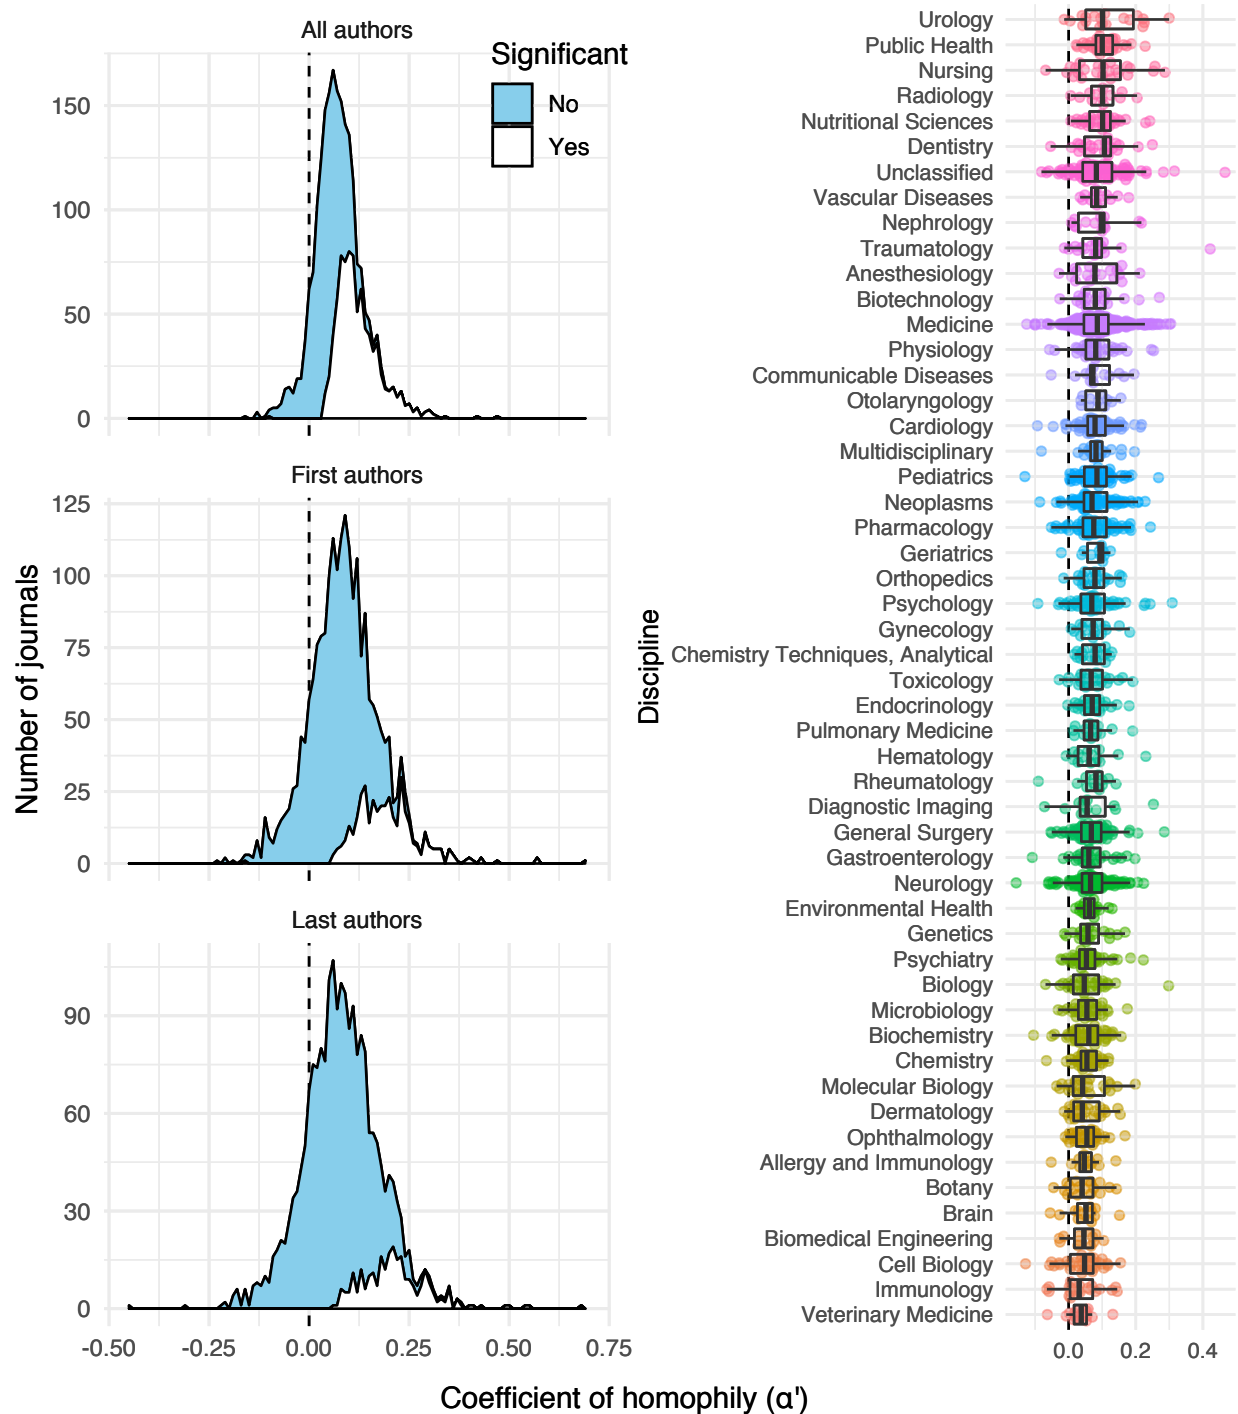 All authors
Significant
No
Yes
150
100
50
0
First authors
125
100
75
50
25
0
Last authors
90
60
30
0
-0.50
-0.25
0.00
0.25
0.50
0.75
Number of journals
Coefficient of homophily (α')
Discipline
Urology
Public Health
Nursing
Radiology
Nutritional Sciences
Dentistry
Unclassified
Vascular Diseases
Nephrology
Traumatology
Anesthesiology
Biotechnology
Medicine
Physiology
Communicable Diseases
Otolaryngology
Cardiology
Multidisciplinary
Pediatrics
Neoplasms
Pharmacology
Geriatrics
Orthopedics
Psychology
Gynecology
Chemistry Techniques, Analytical
Toxicology
Endocrinology
Pulmonary Medicine
Hematology
Rheumatology
Diagnostic Imaging
General Surgery
Gastroenterology
Neurology
Environmental Health
Genetics
Psychiatry
Biology
Microbiology
Biochemistry
Chemistry
Molecular Biology
Dermatology
Ophthalmology
Allergy and Immunology
Botany
Brain
Biomedical Engineering
Cell Biology
Immunology
Veterinary Medicine
0.0
0.2
0.4